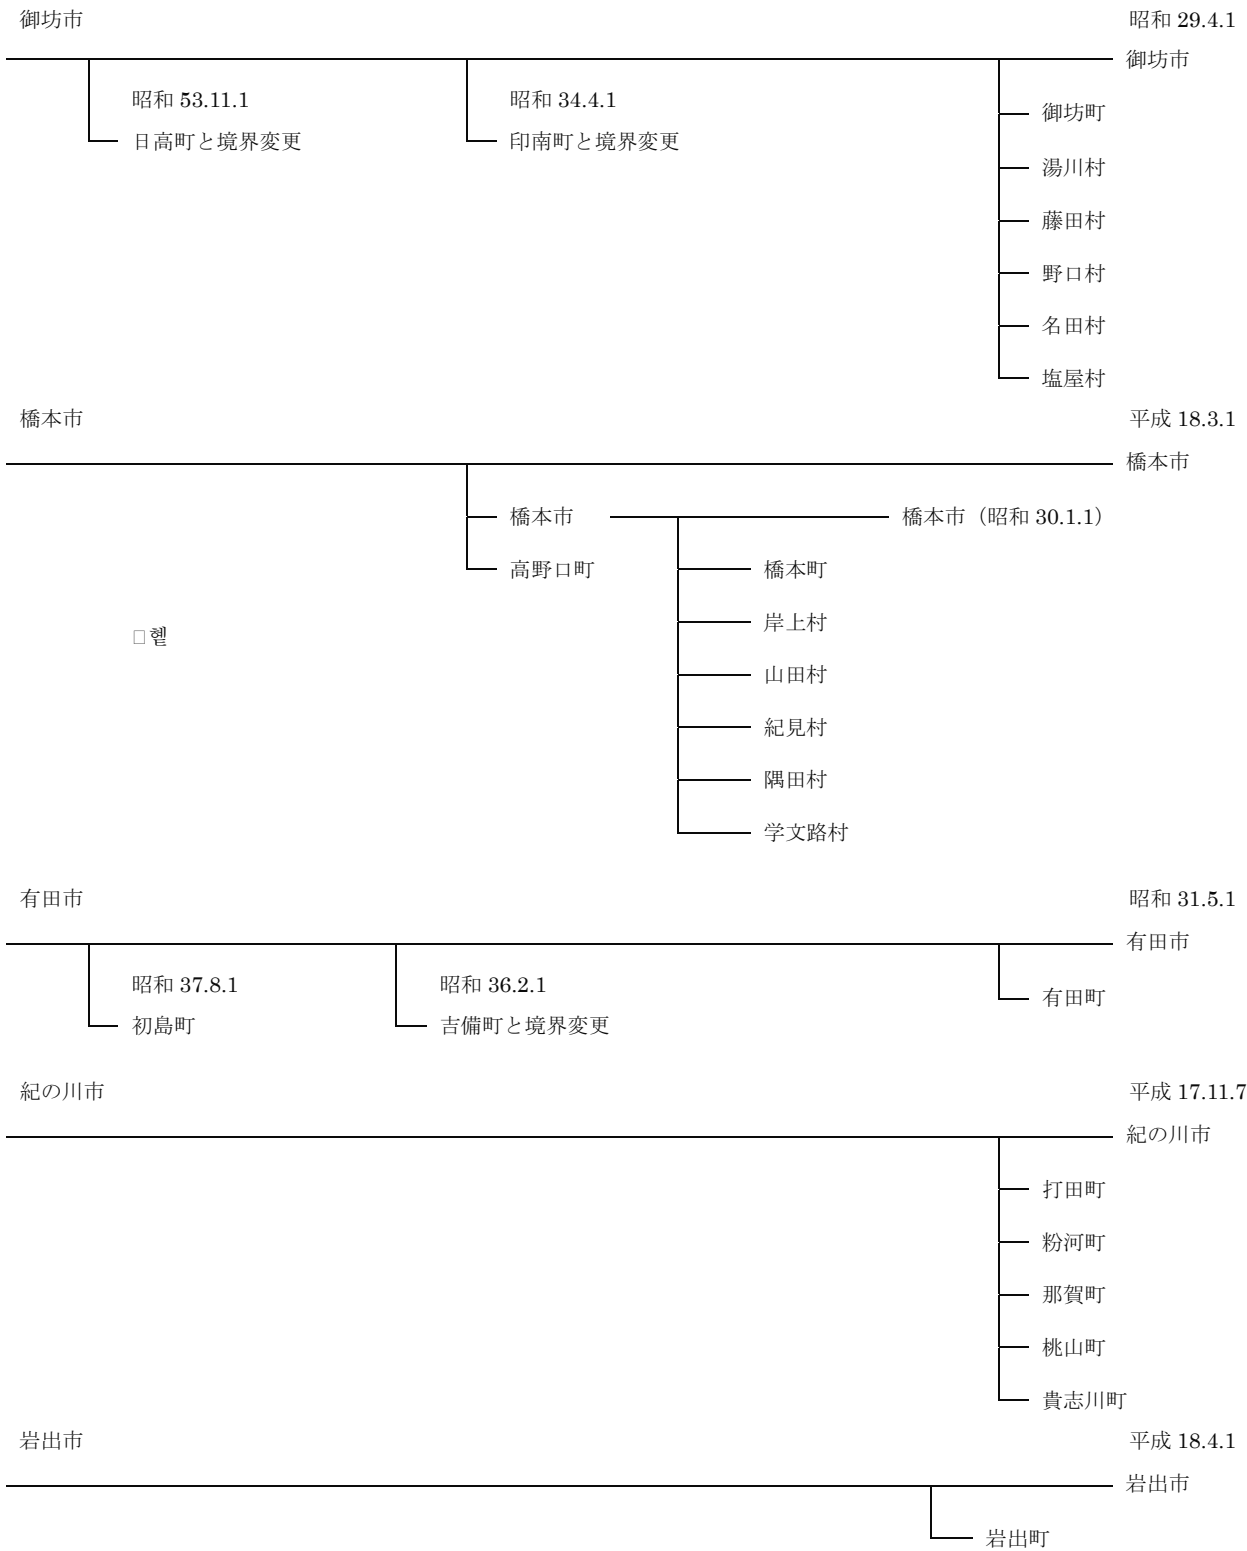 御坊市 昭和 29.4.1
御坊市
昭和 53.11.1 昭和 34.4.1
御坊町
日高町と境界変更 印南町と境界変更
湯川村
藤田村
野口村
名田村
塩屋村
橋本市 平成 18.3.1
橋本市
橋本市 橋本市（昭和 30.1.1）
高野口町 橋本町
岸上村
□헽
山田村
紀見村
隅田村
学文路村
有田市 昭和 31.5.1
有田市
昭和 37.8.1 昭和 36.2.1
有田町
初島町 吉備町と境界変更
紀の川市 平成 17.11.7
紀の川市
打田町
粉河町
那賀町
桃山町
貴志川町
岩出市 平成 18.4.1
岩出市
岩出町